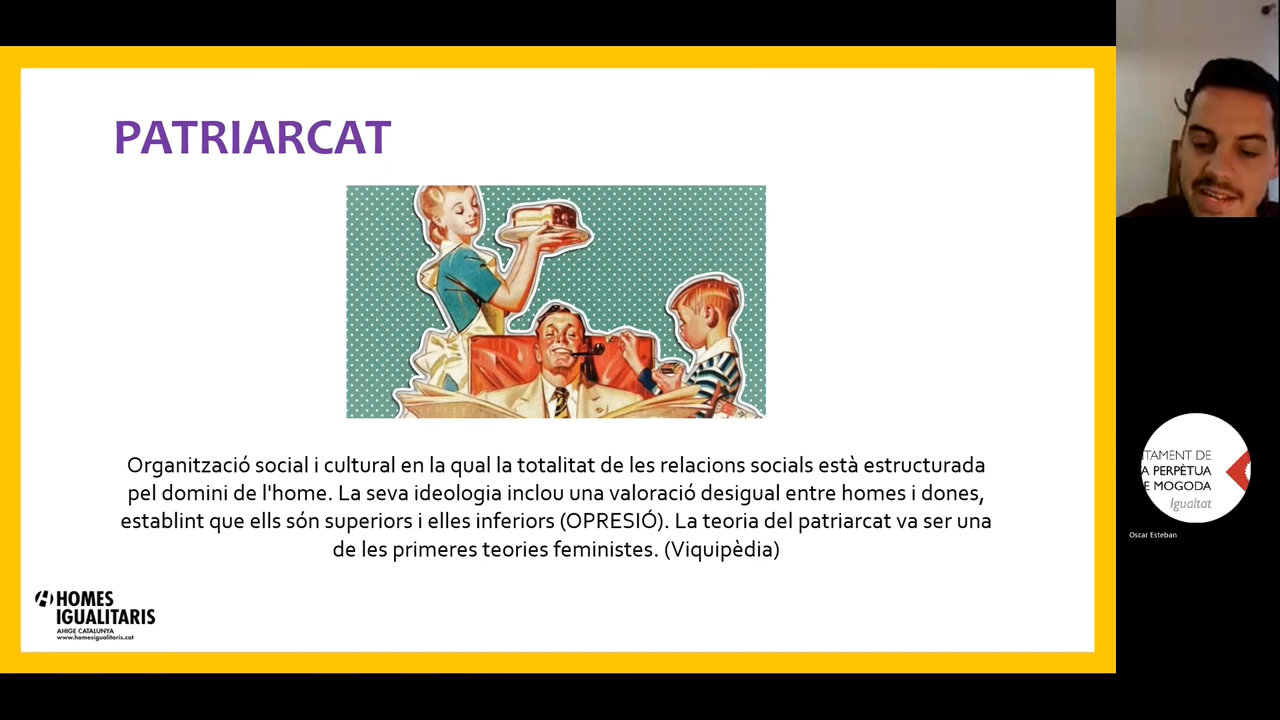 PATRIARCAT
Organització social i cultural en la qual la totalitat de les relacions socials està estructurada
pel domini de l'home. La seva ideologia inclou una valoració desigual entre homes i dones,
establint que ells són superiors i elles inferiors (OPRESIÓ). La teoria del patriarcat va ser una
de les primeres teories feministes. (Viquipèdia)
HOMES
IGUALITARIS
AHIGE CATALUNYA
www.homesigualitaris.cat
TAMENT DE
A PERPÈTUA
E MOGODA
Igualtat
Oscar Esteban